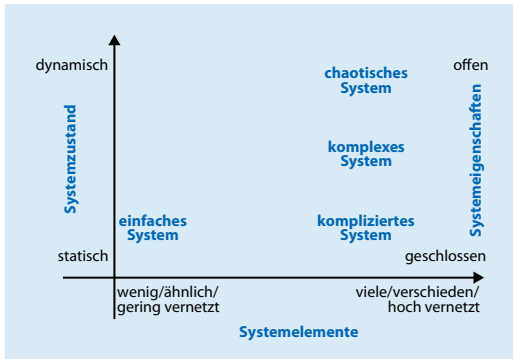 dynamisch
chaotisches
System
offen
Systemzustand
komplexes
System
Systemeigenschaften
einfaches
System
kompliziertes
System
statisch
geschlossen
wenig/ähnlich/
gering vernetzt
viele/verschieden/
hoch vernetzt
Systemelemente